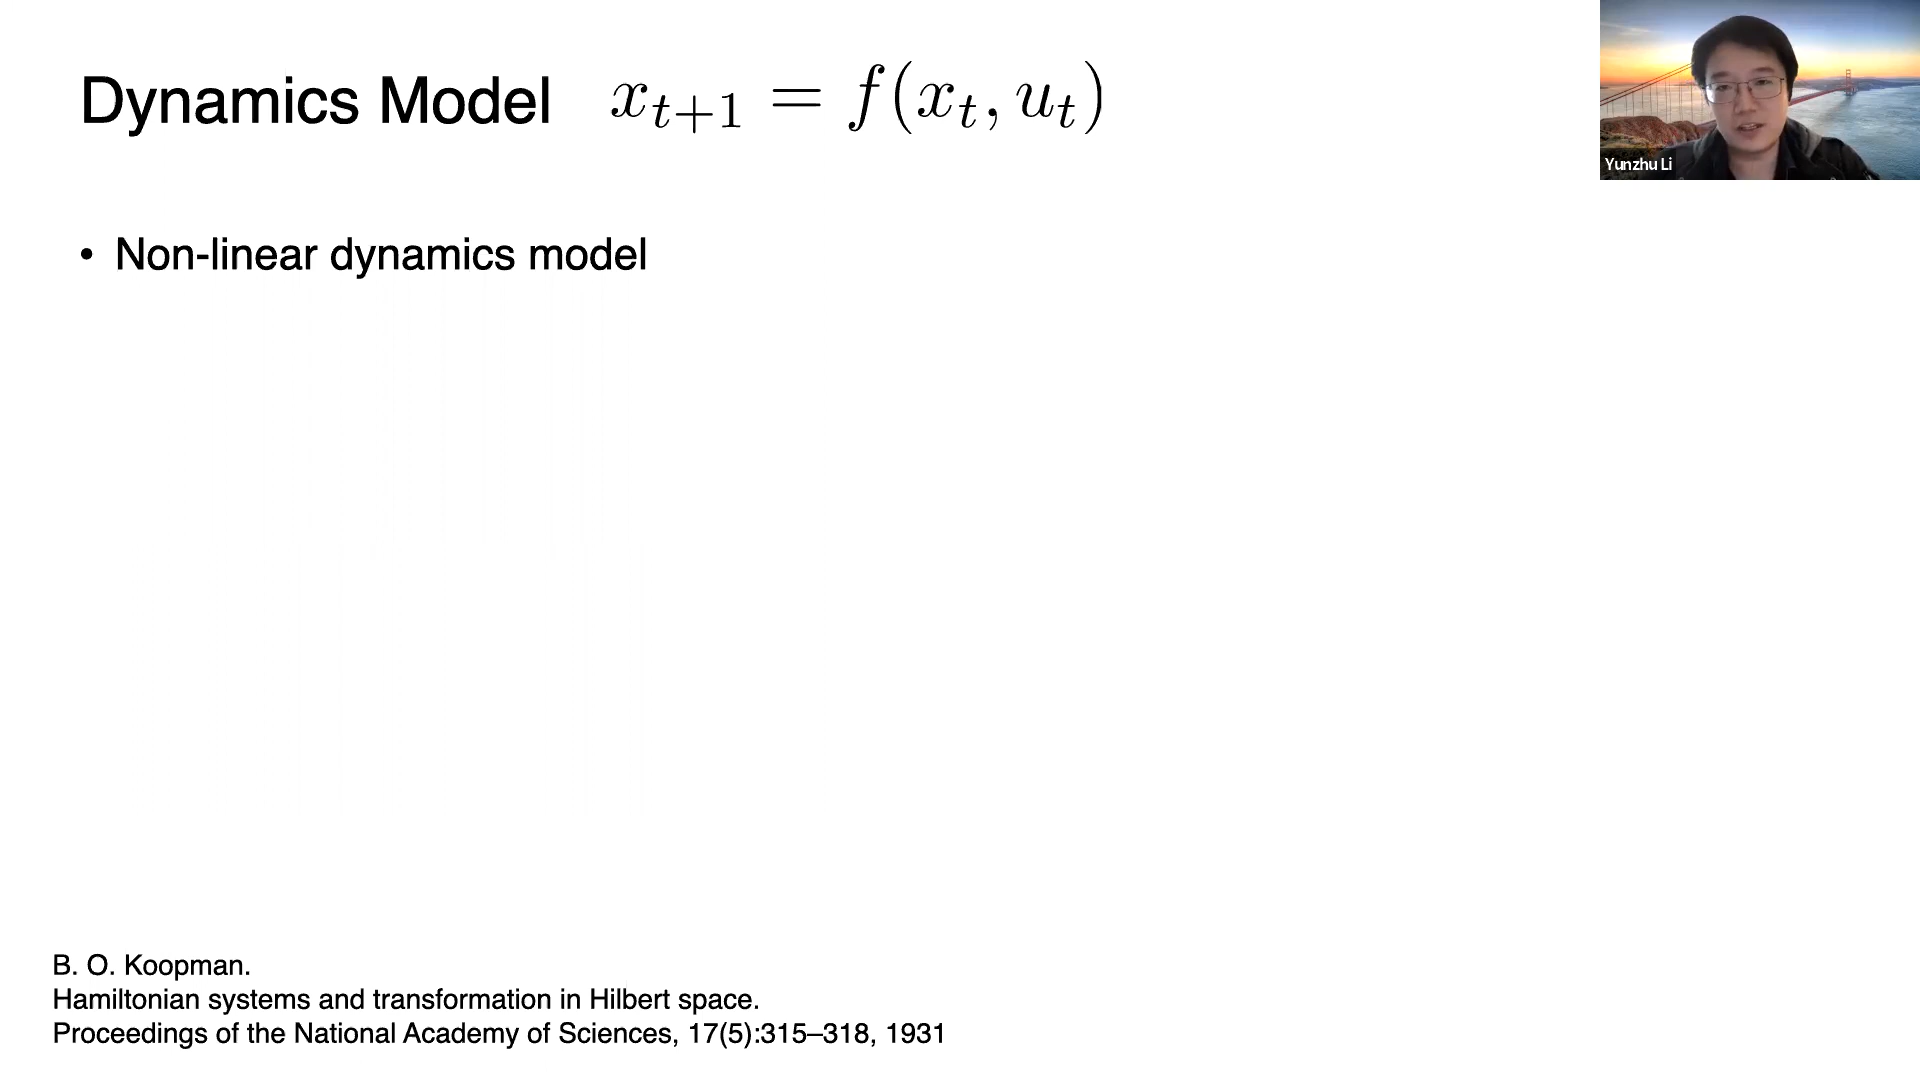 Dynamics Model x_{t+1} = f(x_t, u_t)
Yunzhu Li
• Non-linear dynamics model
B. O. Koopman.
Hamiltonian systems and transformation in Hilbert space.
Proceedings of the National Academy of Sciences, 17(5):315–318, 1931